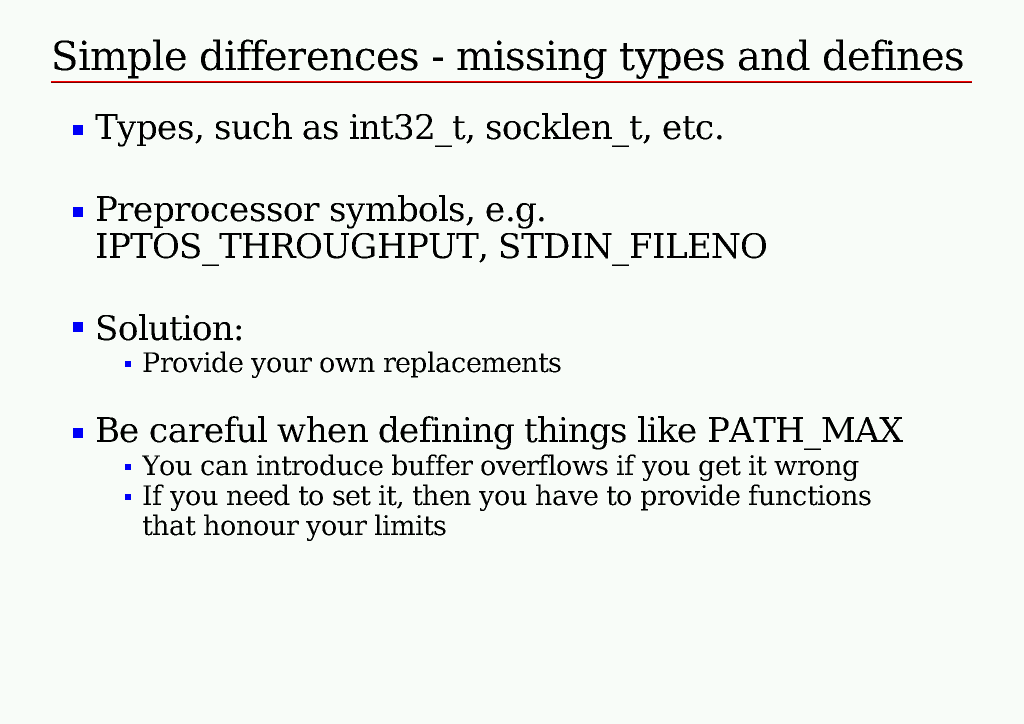 Simple differences - missing types and defines
Types, such as int32_t, socklen_t, etc.
Preprocessor symbols, e.g.
IPTOS_THROUGHPUT, STDIN_FILENO
Solution:
Provide your own replacements
Be careful when defining things like PATH_MAX
You can introduce buffer overflows if you get it wrong
If you need to set it, then you have to provide functions
that honour your limits